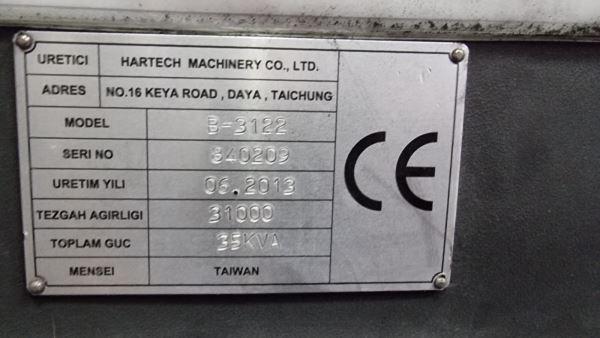 URETICI HARTECH MACHINERY CO., LTD.
ADRES NO.16 KEYA ROAD , DAYA , TAICHUNG
MODEL B-3122
SERI NO 340209
URETIM YILI 06.2013
TEZGAH AGIRLIGI 31000
TOPLAM GUC 35KVA
MENSEI TAIWAN
CE